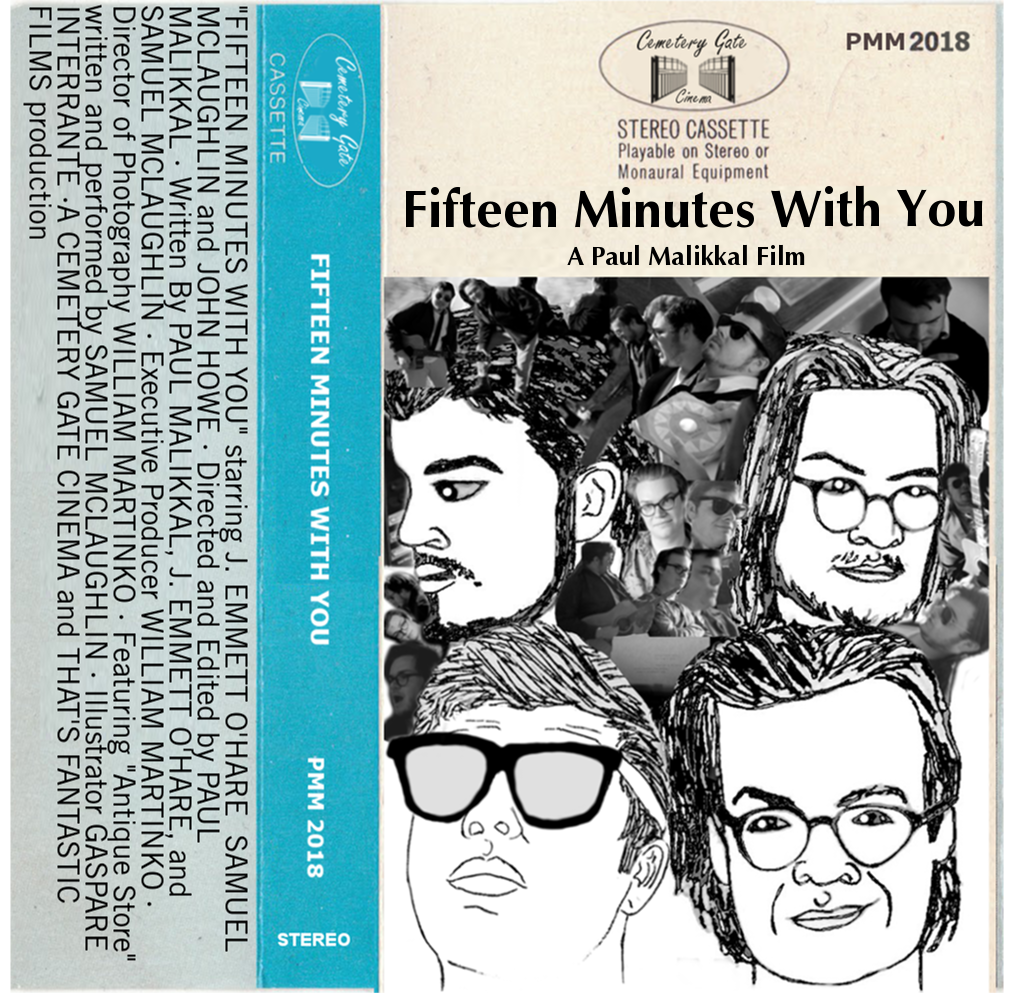 "FIFTEEN MINUTES WITH YOU" starring J. EMMETT O'HARE SAMUEL
MCLAUGHLIN and JOHN HOWE · Directed and Edited by PAUL
MALIKKAL · Written By PAUL MALIKKAL, J. EMMETT O'HARE, and
SAMUEL MCLAUGHLIN · Executive Producer WILLIAM MARTINKO ·
Director of Photography WILLIAM MARTINKO · Featuring "Antique Store"
written and performed by SAMUEL MCLAUGHLIN · Illustrator GASPARE
INTERRANTE ·A CEMETERY GATE CINEMA and THAT'S FANTASTIC
FILMS production
Cemetery Gate
Cinema
CASSETTE
FIFTEEN MINUTES WITH YOU
PMM 2018
STEREO
Cemetery Gate
Cinema
PMM 2018
STEREO CASSETTE
Playable on Stereo or
Monaural Equipment
Fifteen Minutes With You
A Paul Malikkal Film